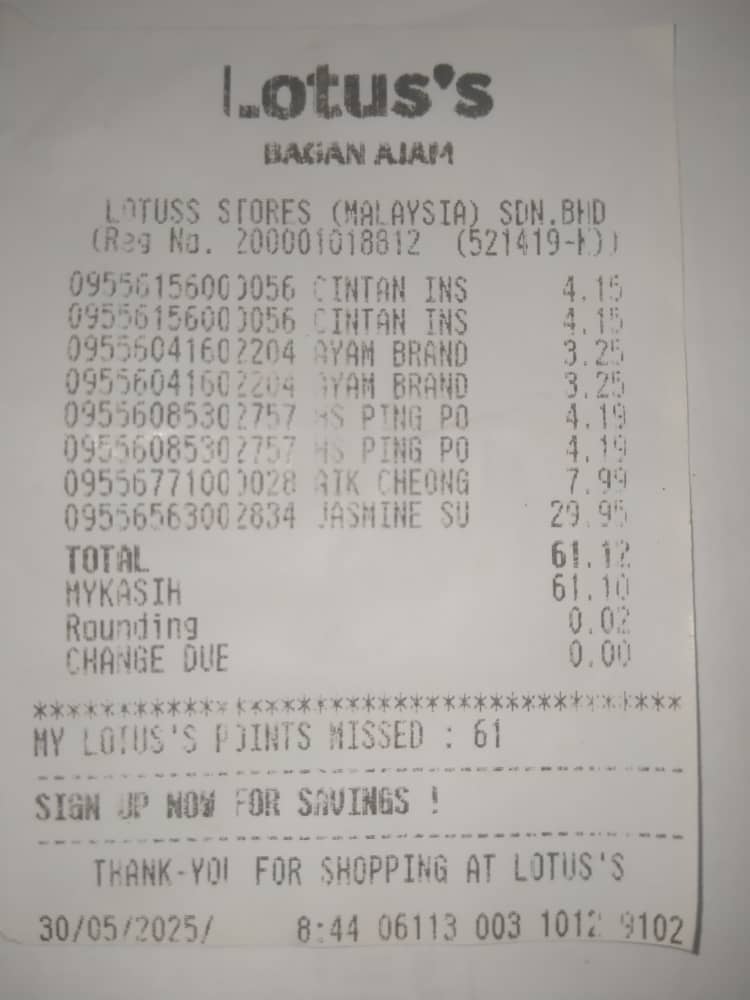 Lotus's
BAGAN AJAM
LOTUSS STORES (MALAYSIA) SDN.BHD
(Reg No. 200001018812 (521419-K))
09556156000056 CINTAN INS 4.15
09556156000056 CINTAN INS 4.15
09556041602204 AYAM BRAND 3.25
09556041602204 AYAM BRAND 3.25
09556085302757 HS PING PO 4.19
09556085302757 HS PING PO 4.19
09556771000028 AIK CHEONG 7.99
09556563002834 JASMINE SU 29.95
TOTAL 61.12
MYKASIH 61.10
Rounding 0.02
CHANGE DUE 0.00
****************************************
MY LOTUS'S POINTS MISSED : 61
----------------------------------------
SIGN UP NOW FOR SAVINGS !
----------------------------------------
THANK-YOU FOR SHOPPING AT LOTUS'S
30/05/2025/ 8:44 06113 003 1012 9102